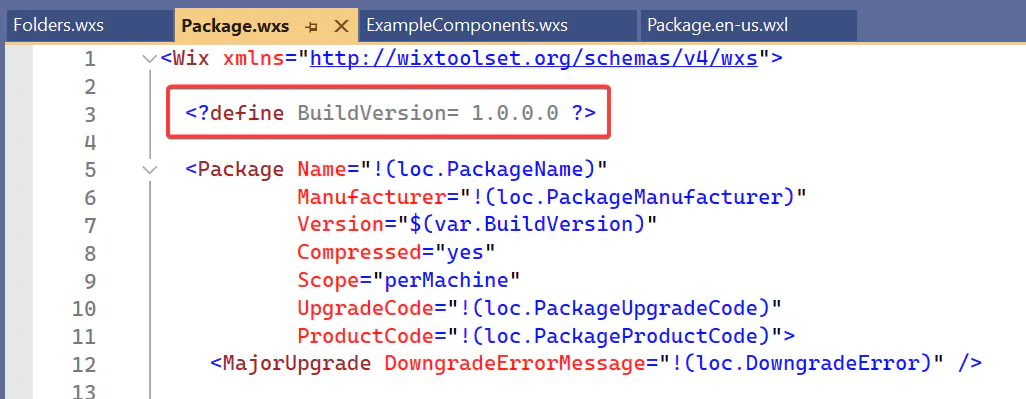 Folders.wxs Package.wxs ExampleComponents.wxs Package.en-us.wxl
1 <Wix xmlns="http://wixtoolset.org/schemas/v4/wxs">
2
3 <?define BuildVersion= 1.0.0.0 ?>
4
5 <Package Name="!(loc.PackageName)"
6 Manufacturer="!(loc.PackageManufacturer)"
7 Version="$(var.BuildVersion)"
8 Compressed="yes"
9 Scope="perMachine"
10 UpgradeCode="!(loc.PackageUpgradeCode)"
11 ProductCode="!(loc.PackageProductCode)">
12 <MajorUpgrade DowngradeErrorMessage="!(loc.DowngradeError)" />
13